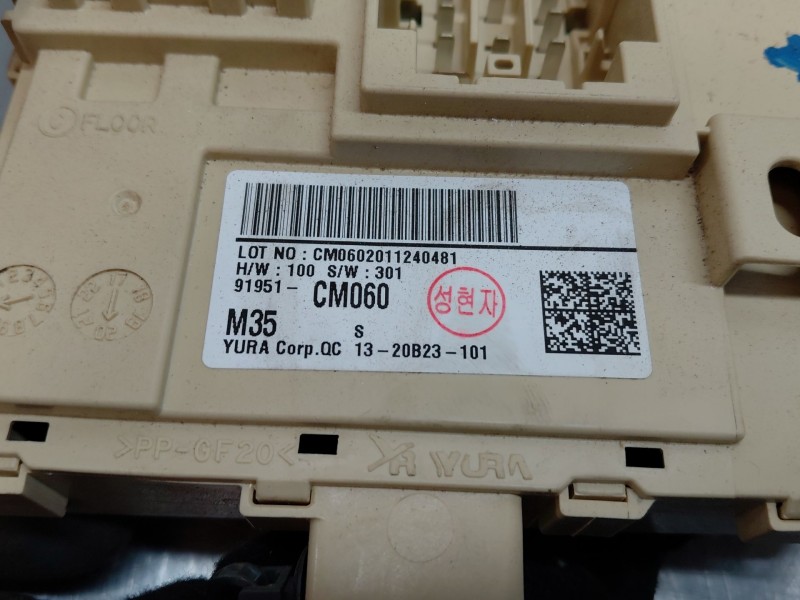 FLOOR
LOT NO : CM0602011240481
H/W : 100 S/W : 301
91951- CM060
성현자
M35 S
YURA Corp.QC 13-20B23-101
>PP-GF20<
YURA